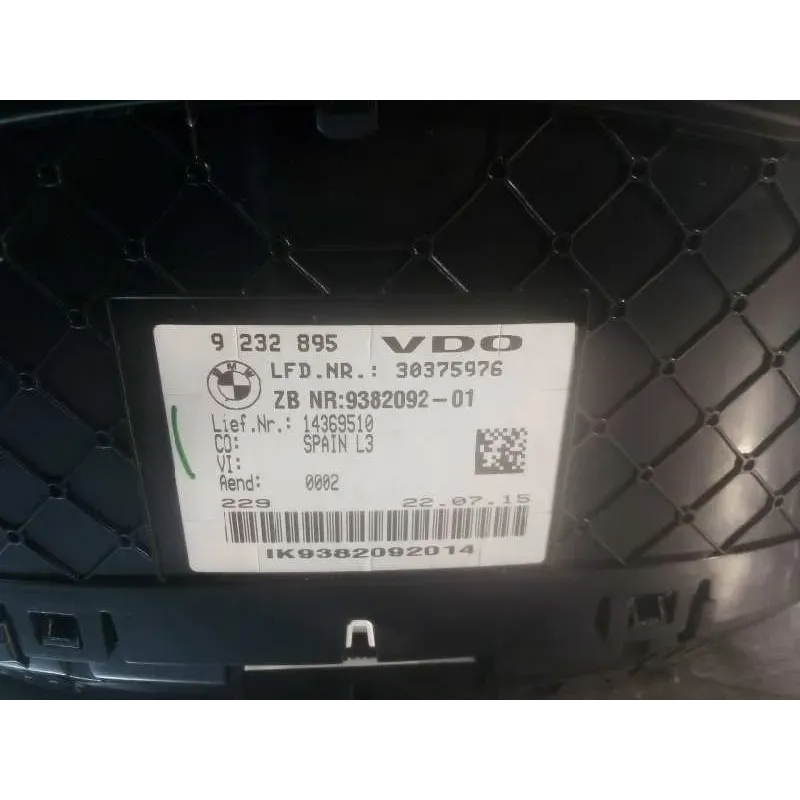 9 232 895 VDO
BMW LFD.NR.: 30375976
ZB NR:9382092-01
Lief.Nr.: 14369510
CO: SPAIN L3
VI:
Aend: 0002
229 22.07.15
IK9382092014